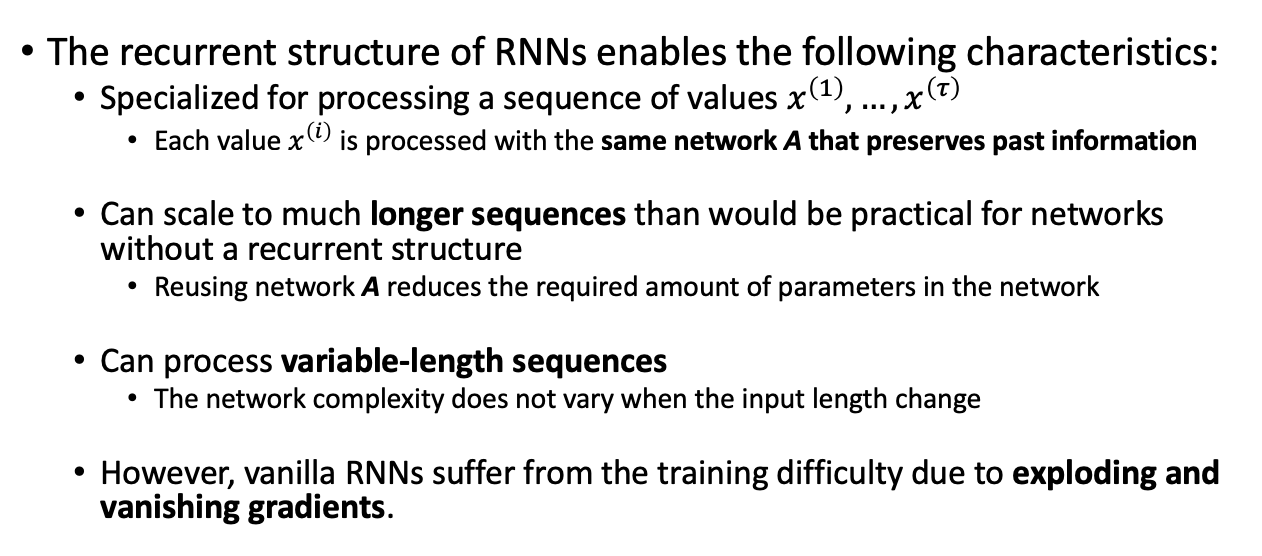 • The recurrent structure of RNNs enables the following characteristics:
• Specialized for processing a sequence of values x⁽¹⁾, …, x⁽τ⁾
• Each value x⁽ⁱ⁾ is processed with the same network A that preserves past information
• Can scale to much longer sequences than would be practical for networks
without a recurrent structure
• Reusing network A reduces the required amount of parameters in the network
• Can process variable-length sequences
• The network complexity does not vary when the input length change
• However, vanilla RNNs suffer from the training difficulty due to exploding and
vanishing gradients.